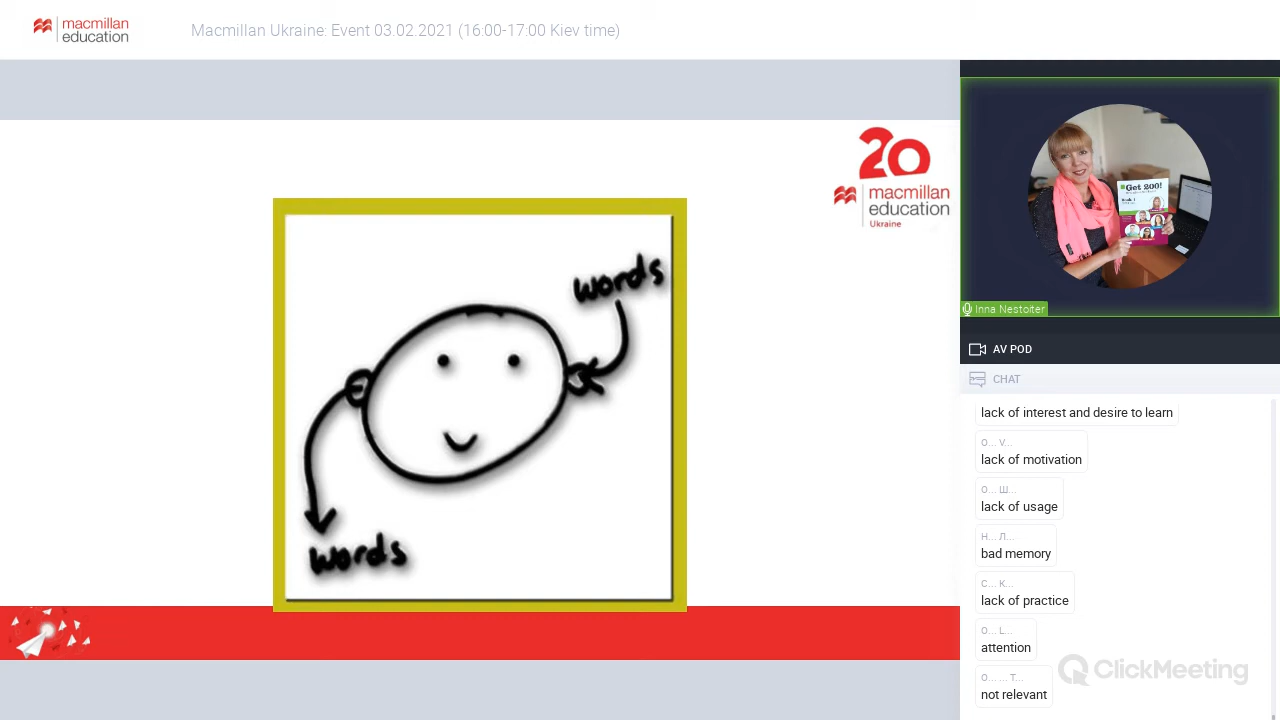 macmillan
education
Macmillan Ukraine: Event 03.02.2021 (16:00-17:00 Kiev time)
20
macmillan
education
Ukraine
words
words
Get 200!
Inna Nestoiter
AV POD
CHAT
lack of interest and desire to learn
O... V...
lack of motivation
О... Ш...
lack of usage
Н... Л...
bad memory
С... К...
lack of practice
O... L...
attention
О... ... Т...
not relevant
ClickMeeting